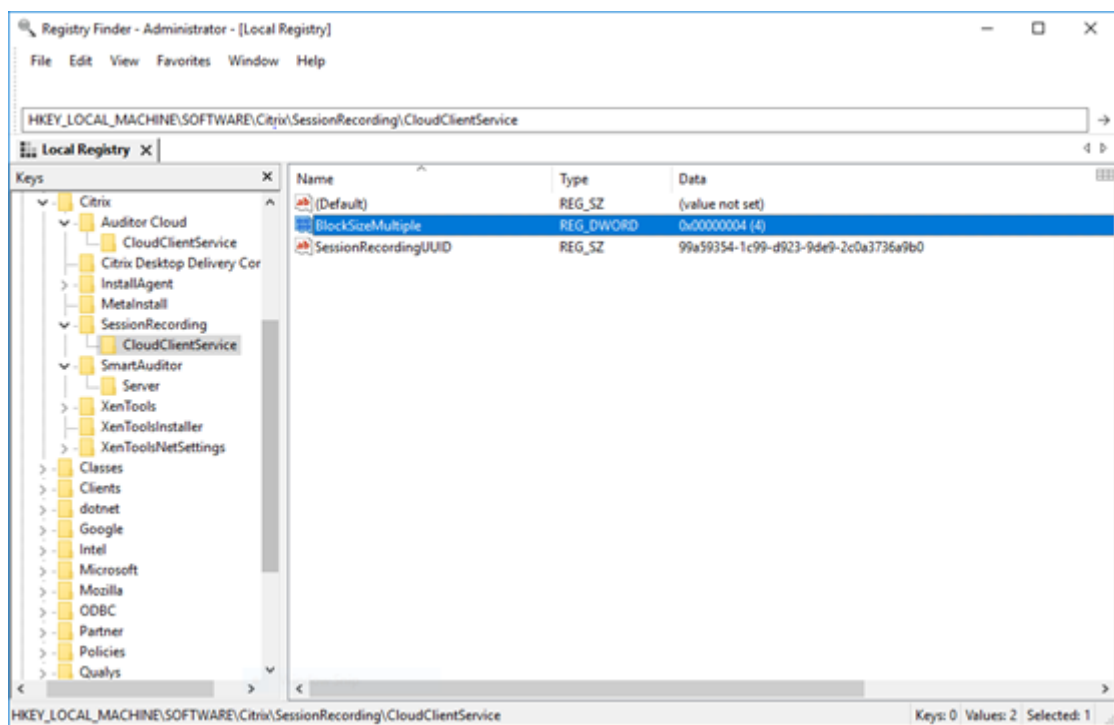 Registry Finder - Administrator - [Local Registry]
File Edit View Favorites Window Help
HKEY_LOCAL_MACHINE\SOFTWARE\Citrix\SessionRecording\CloudClientService
Local Registry
Keys
Citrix
Auditor Cloud
CloudClientService
Citrix Desktop Delivery Cor
InstallAgent
MetaInstall
SessionRecording
CloudClientService
SmartAuditor
Server
XenTools
XenToolsInstaller
XenToolsNetSettings
Classes
Clients
dotnet
Google
Intel
Microsoft
Mozilla
ODBC
Partner
Policies
Qualys
Name Type Data
(Default) REG_SZ (value not set)
BlockSizeMultiple REG_DWORD 0x00000004 (4)
SessionRecordingUUID REG_SZ 99a59354-1c99-d923-9de9-2c0a3736a9b0
HKEY_LOCAL_MACHINE\SOFTWARE\Citrix\SessionRecording\CloudClientService Keys: 0 Values: 2 Selected: 1